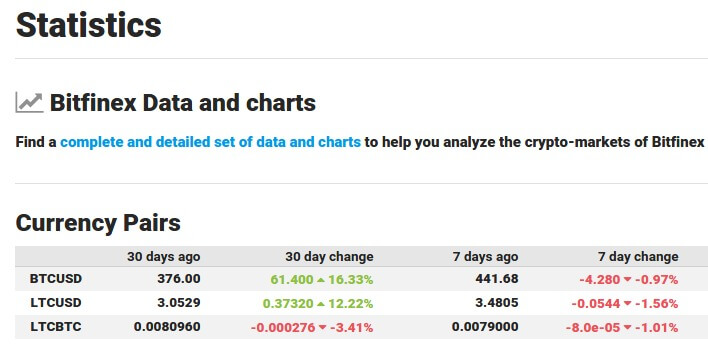 Statistics
Bitfinex Data and charts
Find a complete and detailed set of data and charts to help you analyze the crypto-markets of Bitfinex
Currency Pairs
30 days ago 30 day change 7 days ago 7 day change
BTCUSD 376.00 61.400 16.33% 441.68 -4.280 -0.97%
LTCUSD 3.0529 0.37320 12.22% 3.4805 -0.0544 -1.56%
LTCBTC 0.0080960 -0.000276 -3.41% 0.0079000 -8.0e-05 -1.01%